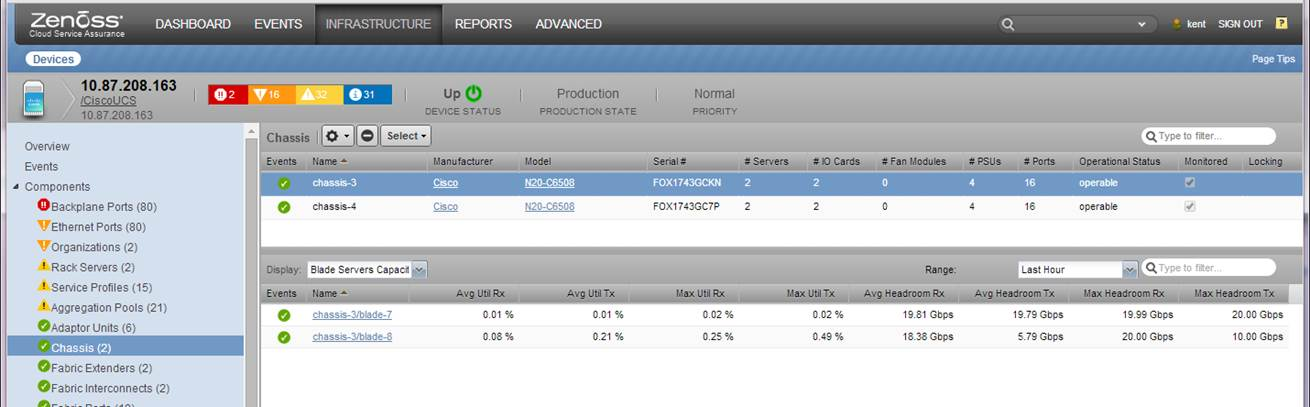 Zenoss® DASHBOARD EVENTS INFRASTRUCTURE REPORTS ADVANCED kent SIGN OUT ?
Cloud Service Assurance
Devices Page Tips
10.87.208.163
/CiscoUCS
10.87.208.163
2 16 32 31
Up Production Normal
DEVICE STATUS PRODUCTION STATE PRIORITY
Overview
Events
Components
Backplane Ports (80)
Ethernet Ports (80)
Organizations (2)
Rack Servers (2)
Service Profiles (15)
Aggregation Pools (21)
Adaptor Units (6)
Chassis (2)
Fabric Extenders (2)
Fabric Interconnects (2)
Chassis Select Type to filter...
Events Name Manufacturer Model Serial # # Servers # IO Cards # Fan Modules # PSUs # Ports Operational Status Monitored Locking
chassis-3 Cisco N20-C6508 FOX1743GCKN 2 2 0 4 16 operable
chassis-4 Cisco N20-C6508 FOX1743GC7P 2 2 0 4 16 operable
Display: Blade Servers Capacit Range: Last Hour Type to filter...
Events Name Avg Util Rx Avg Util Tx Max Util Rx Max Util Tx Avg Headroom Rx Avg Headroom Tx Max Headroom Rx Max Headroom Tx
chassis-3/blade-7 0.01 % 0.01 % 0.02 % 0.02 % 19.81 Gbps 19.79 Gbps 19.99 Gbps 20.00 Gbps
chassis-3/blade-8 0.08 % 0.21 % 0.25 % 0.49 % 18.38 Gbps 5.79 Gbps 20.00 Gbps 10.00 Gbps